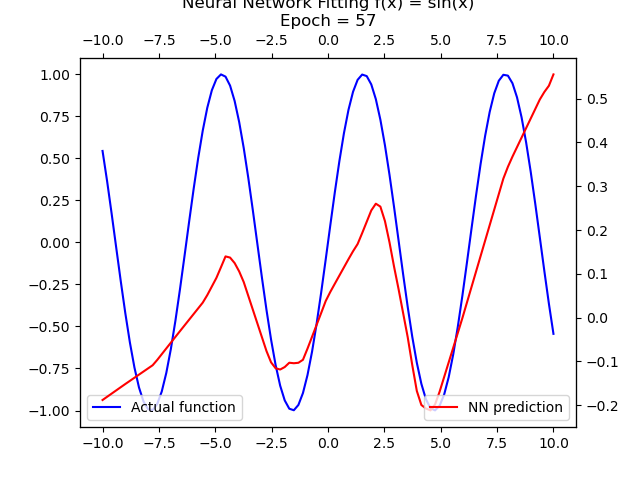 Neural Network Fitting f(x) = sin(x)
Epoch = 57
−10.0 −7.5 −5.0 −2.5 0.0 2.5 5.0 7.5 10.0
1.00
0.75
0.50
0.25
0.00
−0.25
−0.50
−0.75
−1.00
0.5
0.4
0.3
0.2
0.1
0.0
−0.1
−0.2
Actual function
NN prediction
−10.0 −7.5 −5.0 −2.5 0.0 2.5 5.0 7.5 10.0